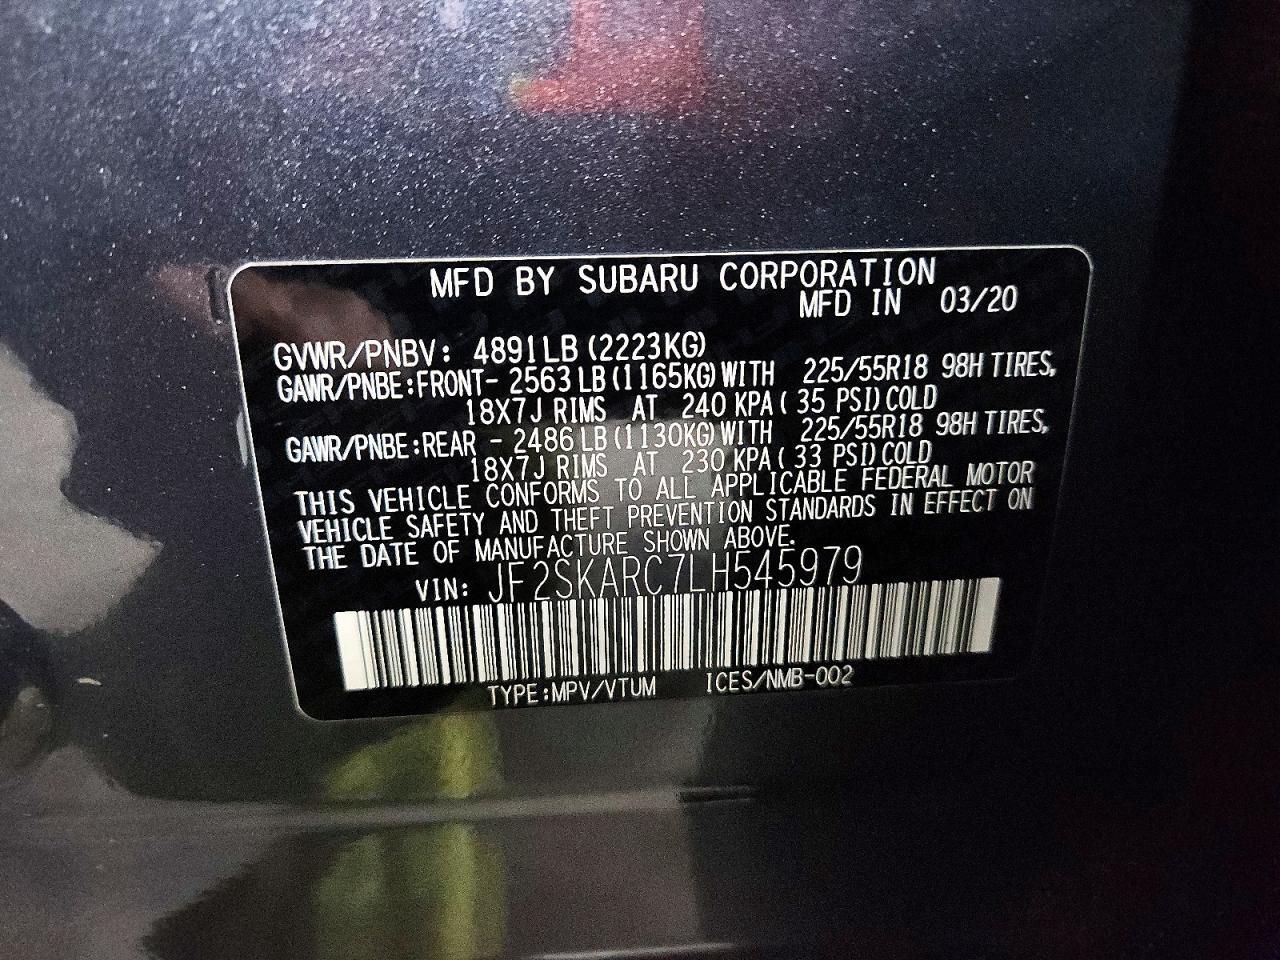 MFD BY SUBARU CORPORATION
MFD IN 03/20
GVWR/PNBV: 4891LB (2223KG)
GAWR/PNBE:FRONT- 2563 LB (1165KG) WITH 225/55R18 98H TIRES,
18X7J RIMS AT 240 KPA ( 35 PSI) COLD
GAWR/PNBE:REAR - 2486 LB (1130KG) WITH 225/55R18 98H TIRES,
18X7J RIMS AT 230 KPA ( 33 PSI) COLD
THIS VEHICLE CONFORMS TO ALL APPLICABLE FEDERAL MOTOR
VEHICLE SAFETY AND THEFT PREVENTION STANDARDS IN EFFECT ON
THE DATE OF MANUFACTURE SHOWN ABOVE.
VIN: JF2SKARC7LH545979
TYPE:MPV/VTUM ICES/NMB-002